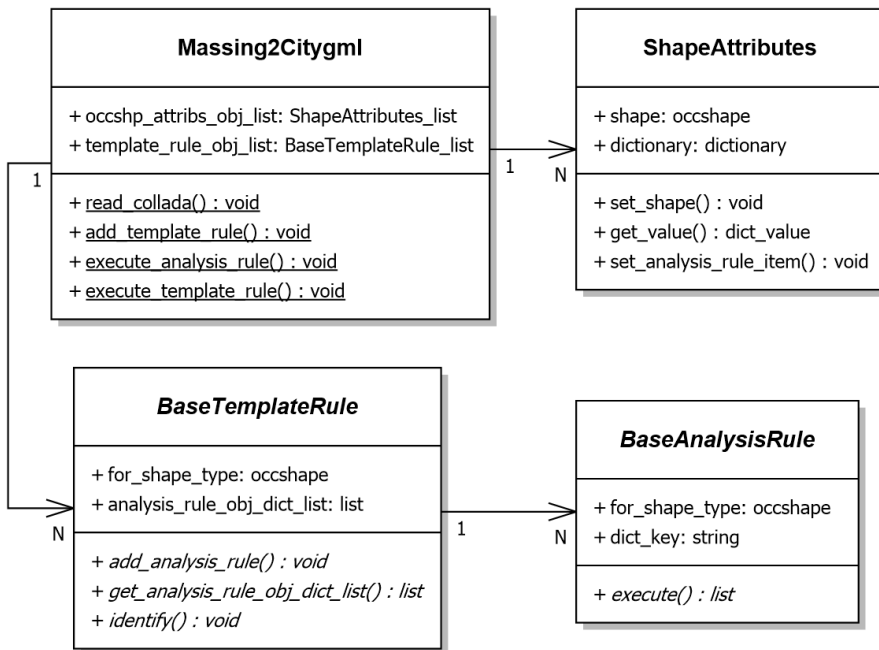 Massing2Citygml
+ occshp_attribs_obj_list: ShapeAttributes_list
+ template_rule_obj_list: BaseTemplateRule_list
+ read_collada() : void
+ add_template_rule() : void
+ execute_analysis_rule() : void
+ execute_template_rule() : void
ShapeAttributes
+ shape: occshape
+ dictionary: dictionary
+ set_shape() : void
+ get_value() : dict_value
+ set_analysis_rule_item() : void
1
N
1
N
BaseTemplateRule
+ for_shape_type: occshape
+ analysis_rule_obj_dict_list: list
+ add_analysis_rule() : void
+ get_analysis_rule_obj_dict_list() : list
+ identify() : void
1
N
BaseAnalysisRule
+ for_shape_type: occshape
+ dict_key: string
+ execute() : list